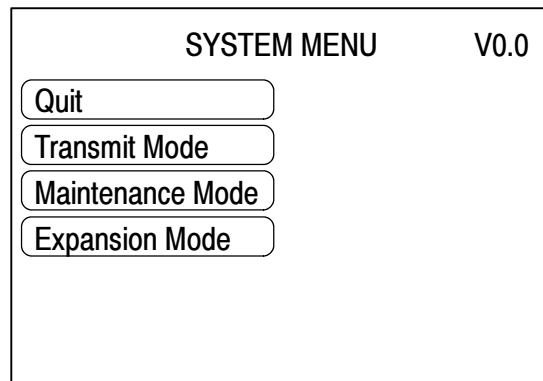 SYSTEM MENU V0.0
Quit
Transmit Mode
Maintenance Mode
Expansion Mode